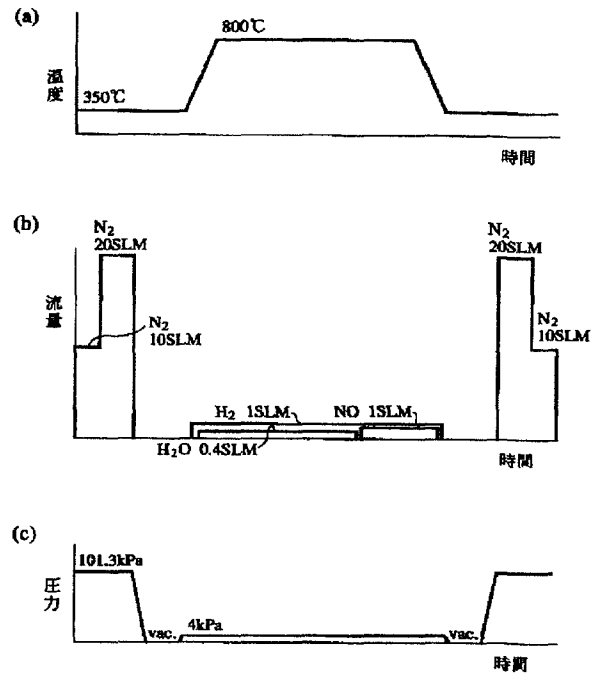 (a)
800℃
温度
350℃
時間
(b)
N2
20SLM
N2
20SLM
流量
N2
10SLM
N2
10SLM
H2 1SLM
NO 1SLM
H2O 0.4SLM
時間
(c)
101.3kPa
圧力
vac.
4kPa
vac.
時間